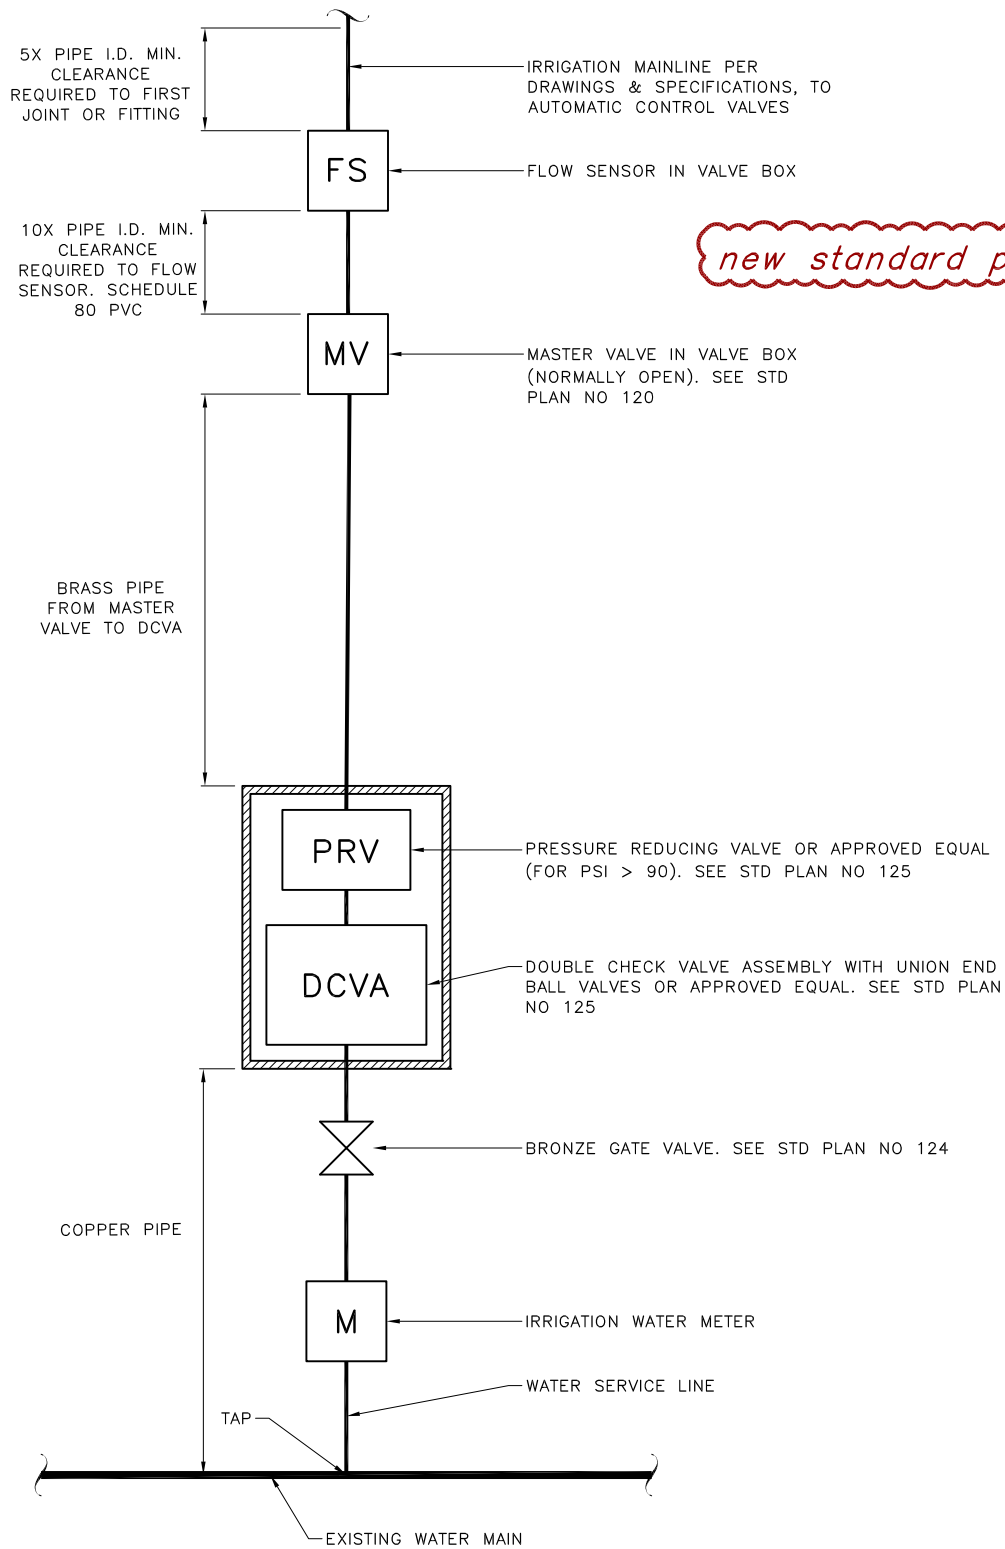 5X PIPE I.D. MIN.
CLEARANCE
REQUIRED TO FIRST
JOINT OR FITTING
IRRIGATION MAINLINE PER
DRAWINGS & SPECIFICATIONS, TO
AUTOMATIC CONTROL VALVES
FS
FLOW SENSOR IN VALVE BOX
10X PIPE I.D. MIN.
CLEARANCE
REQUIRED TO FLOW
SENSOR. SCHEDULE
80 PVC
new standard p
MV
MASTER VALVE IN VALVE BOX
(NORMALLY OPEN). SEE STD
PLAN NO 120
BRASS PIPE
FROM MASTER
VALVE TO DCVA
PRV
PRESSURE REDUCING VALVE OR APPROVED EQUAL
(FOR PSI > 90). SEE STD PLAN NO 125
DCVA
DOUBLE CHECK VALVE ASSEMBLY WITH UNION END
BALL VALVES OR APPROVED EQUAL. SEE STD PLAN
NO 125
BRONZE GATE VALVE. SEE STD PLAN NO 124
COPPER PIPE
M
IRRIGATION WATER METER
WATER SERVICE LINE
TAP
EXISTING WATER MAIN